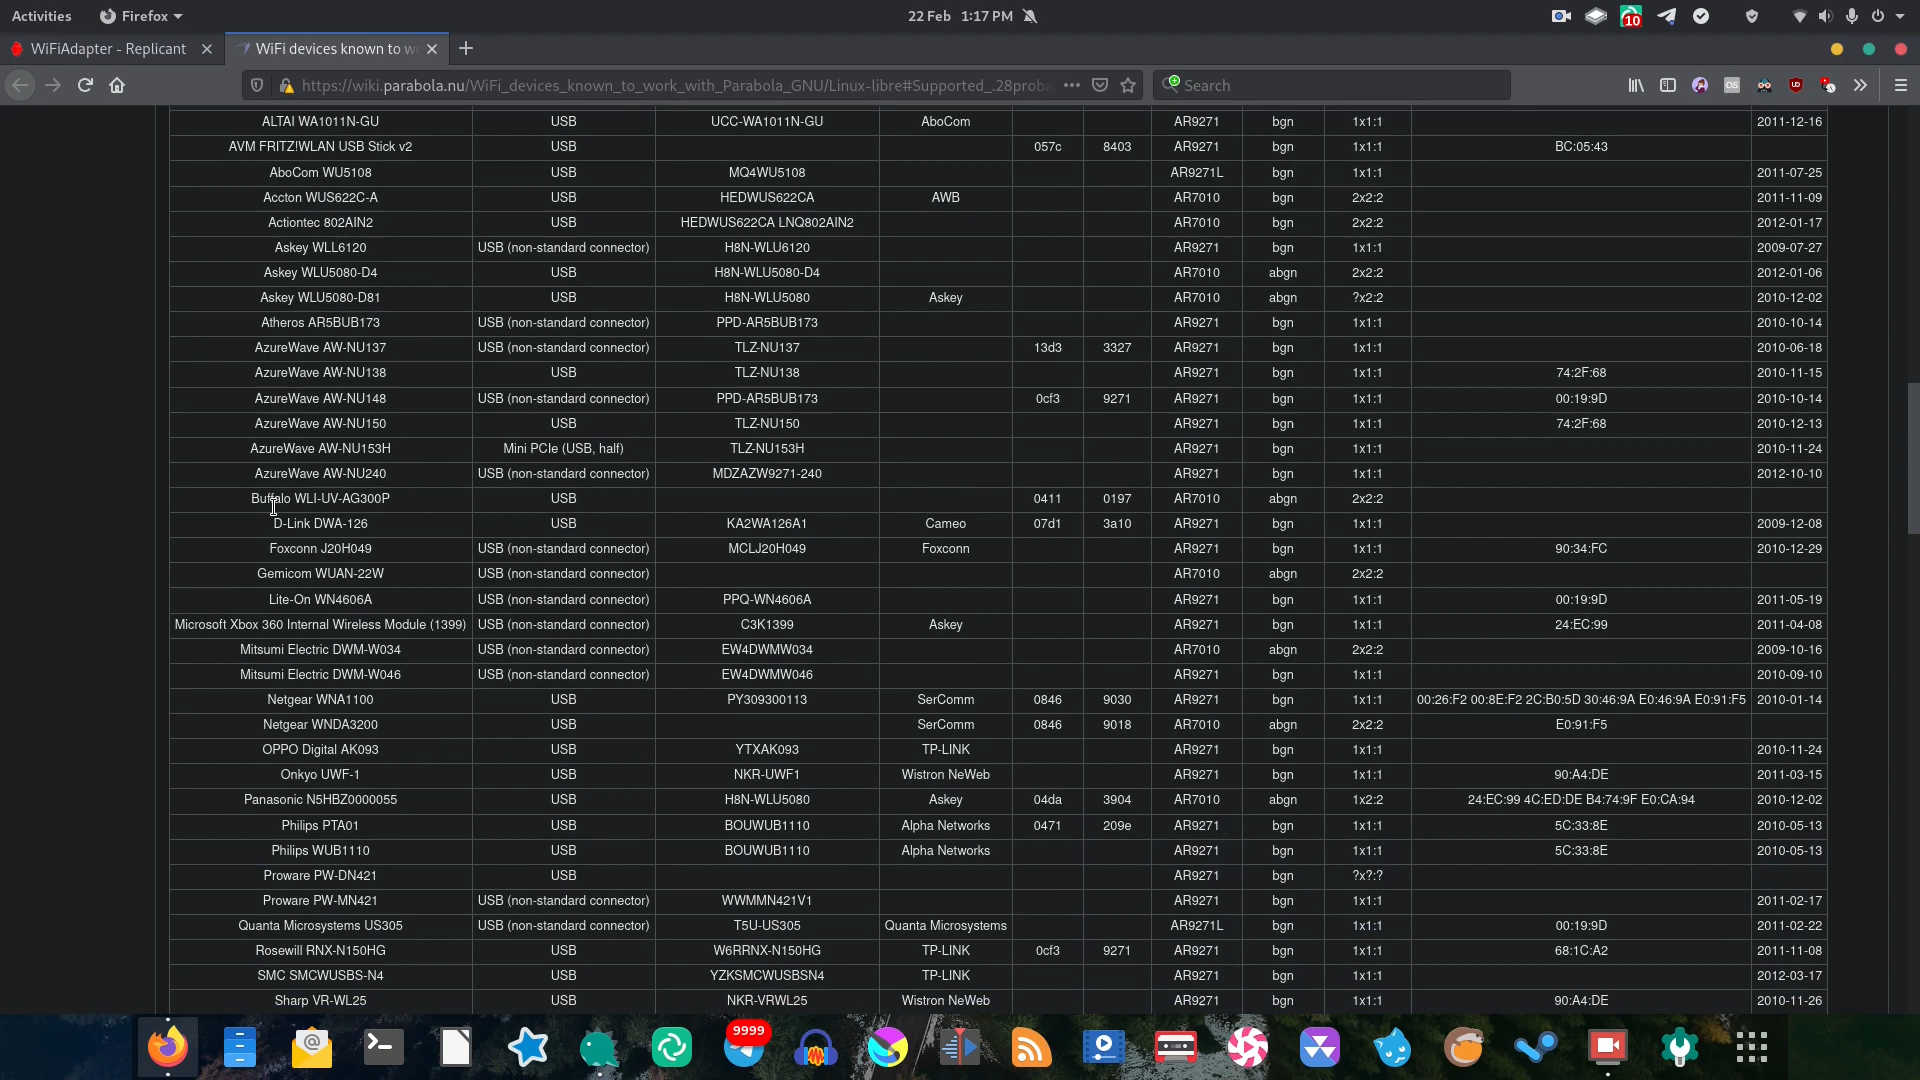 Activities Firefox 22 Feb 1:17 PM 10
WiFiAdapter - Replicant WiFi devices known to w
https://wiki.parabola.nu/WiFi_devices_known_to_work_with_Parabola_GNU/Linux-libre#Supported_.28proba Search
ALTAI WA1011N-GU USB UCC-WA1011N-GU AboCom AR9271 bgn 1x1:1 2011-12-16
AVM FRITZ!WLAN USB Stick v2 USB 057c 8403 AR9271 bgn 1x1:1 BC:05:43
AboCom WU5108 USB MQ4WU5108 AR9271L bgn 1x1:1 2011-07-25
Accton WUS622C-A USB HEDWUS622CA AWB AR7010 bgn 2x2:2 2011-11-09
Actiontec 802AIN2 USB HEDWUS622CA LNQ802AIN2 AR7010 bgn 2x2:2 2012-01-17
Askey WLL6120 USB (non-standard connector) H8N-WLU6120 AR9271 bgn 1x1:1 2009-07-27
Askey WLU5080-D4 USB H8N-WLU5080-D4 AR7010 abgn 2x2:2 2012-01-06
Askey WLU5080-D81 USB H8N-WLU5080 Askey AR7010 abgn ?x2:2 2010-12-02
Atheros AR5BUB173 USB (non-standard connector) PPD-AR5BUB173 AR9271 bgn 1x1:1 2010-10-14
AzureWave AW-NU137 USB (non-standard connector) TLZ-NU137 13d3 3327 AR9271 bgn 1x1:1 2010-06-18
AzureWave AW-NU138 USB TLZ-NU138 AR9271 bgn 1x1:1 74:2F:68 2010-11-15
AzureWave AW-NU148 USB (non-standard connector) PPD-AR5BUB173 0cf3 9271 AR9271 bgn 1x1:1 00:19:9D 2010-10-14
AzureWave AW-NU150 USB TLZ-NU150 AR9271 bgn 1x1:1 74:2F:68 2010-12-13
AzureWave AW-NU153H Mini PCIe (USB, half) TLZ-NU153H AR9271 bgn 1x1:1 2010-11-24
AzureWave AW-NU240 USB (non-standard connector) MDZAZW9271-240 AR9271 bgn 1x1:1 2012-10-10
Buffalo WLI-UV-AG300P USB 0411 0197 AR7010 abgn 2x2:2
D-Link DWA-126 USB KA2WA126A1 Cameo 07d1 3a10 AR9271 bgn 1x1:1 2009-12-08
Foxconn J20H049 USB (non-standard connector) MCLJ20H049 Foxconn AR9271 bgn 1x1:1 90:34:FC 2010-12-29
Gemicom WUAN-22W USB (non-standard connector) AR7010 abgn 2x2:2
Lite-On WN4606A USB (non-standard connector) PPQ-WN4606A AR9271 bgn 1x1:1 00:19:9D 2011-05-19
Microsoft Xbox 360 Internal Wireless Module (1399) USB (non-standard connector) C3K1399 Askey AR9271 bgn 1x1:1 24:EC:99 2011-04-08
Mitsumi Electric DWM-W034 USB (non-standard connector) EW4DWMW034 AR7010 abgn 2x2:2 2009-10-16
Mitsumi Electric DWM-W046 USB (non-standard connector) EW4DWMW046 AR9271 bgn 1x1:1 2010-09-10
Netgear WNA1100 USB PY309300113 SerComm 0846 9030 AR9271 bgn 1x1:1 00:26:F2 00:8E:F2 2C:B0:5D 30:46:9A E0:46:9A E0:91:F5 2010-01-14
Netgear WNDA3200 USB SerComm 0846 9018 AR7010 abgn 2x2:2 E0:91:F5
OPPO Digital AK093 USB YTXAK093 TP-LINK AR9271 bgn 1x1:1 2010-11-24
Onkyo UWF-1 USB NKR-UWF1 Wistron NeWeb AR9271 bgn 1x1:1 90:A4:DE 2011-03-15
Panasonic N5HBZ0000055 USB H8N-WLU5080 Askey 04da 3904 AR7010 abgn 1x2:2 24:EC:99 4C:ED:DE B4:74:9F E0:CA:94 2010-12-02
Philips PTA01 USB BOUWUB1110 Alpha Networks 0471 209e AR9271 bgn 1x1:1 5C:33:8E 2010-05-13
Philips WUB1110 USB BOUWUB1110 Alpha Networks AR9271 bgn 1x1:1 5C:33:8E 2010-05-13
Proware PW-DN421 USB AR9271 bgn ?x?:?
Proware PW-MN421 USB (non-standard connector) WWMMN421V1 AR9271 bgn 1x1:1 2011-02-17
Quanta Microsystems US305 USB (non-standard connector) T5U-US305 Quanta Microsystems AR9271L bgn 1x1:1 00:19:9D 2011-02-22
Rosewill RNX-N150HG USB W6RRNX-N150HG TP-LINK 0cf3 9271 AR9271 bgn 1x1:1 68:1C:A2 2011-11-08
SMC SMCWUSBS-N4 USB YZKSMCWUSBSN4 TP-LINK AR9271 bgn 1x1:1 2012-03-17
Sharp VR-WL25 USB NKR-VRWL25 Wistron NeWeb AR9271 bgn 1x1:1 90:A4:DE 2010-11-26
9999